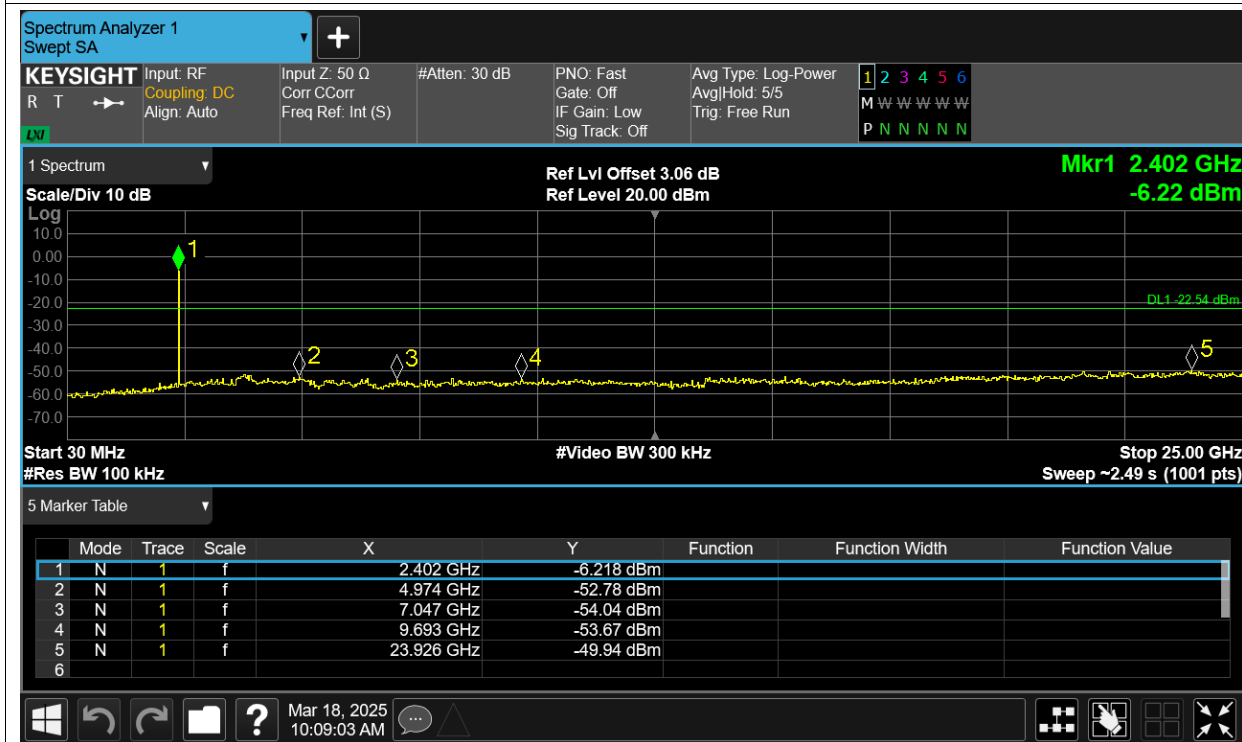 Spectrum Analyzer 1
Swept SA
KEYSIGHT Input: RF Input Z: 50 Ω #Atten: 30 dB PNO: Fast Avg Type: Log-Power 1 2 3 4 5 6
R T Coupling: DC Corr CCorr Gate: Off Avg|Hold: 5/5 M W W W W W
Align: Auto Freq Ref: Int (S) IF Gain: Low Trig: Free Run
LXI Sig Track: Off P N N N N N
1 Spectrum Ref Lvl Offset 3.06 dB Mkr1 2.402 GHz
Scale/Div 10 dB Ref Level 20.00 dBm -6.22 dBm
Log
10.0
1
0.00
-10.0
-20.0 DL1 -22.54 dBm
-30.0
-40.0
2 3 4 5
-50.0
-60.0
-70.0
Start 30 MHz #Video BW 300 kHz Stop 25.00 GHz
#Res BW 100 kHz Sweep ~2.49 s (1001 pts)
5 Marker Table
Mode Trace Scale X Y Function Function Width Function Value
1 N 1 f 2.402 GHz -6.218 dBm
2 N 1 f 4.974 GHz -52.78 dBm
3 N 1 f 7.047 GHz -54.04 dBm
4 N 1 f 9.693 GHz -53.67 dBm
5 N 1 f 23.926 GHz -49.94 dBm
6
? Mar 18, 2025
10:09:03 AM